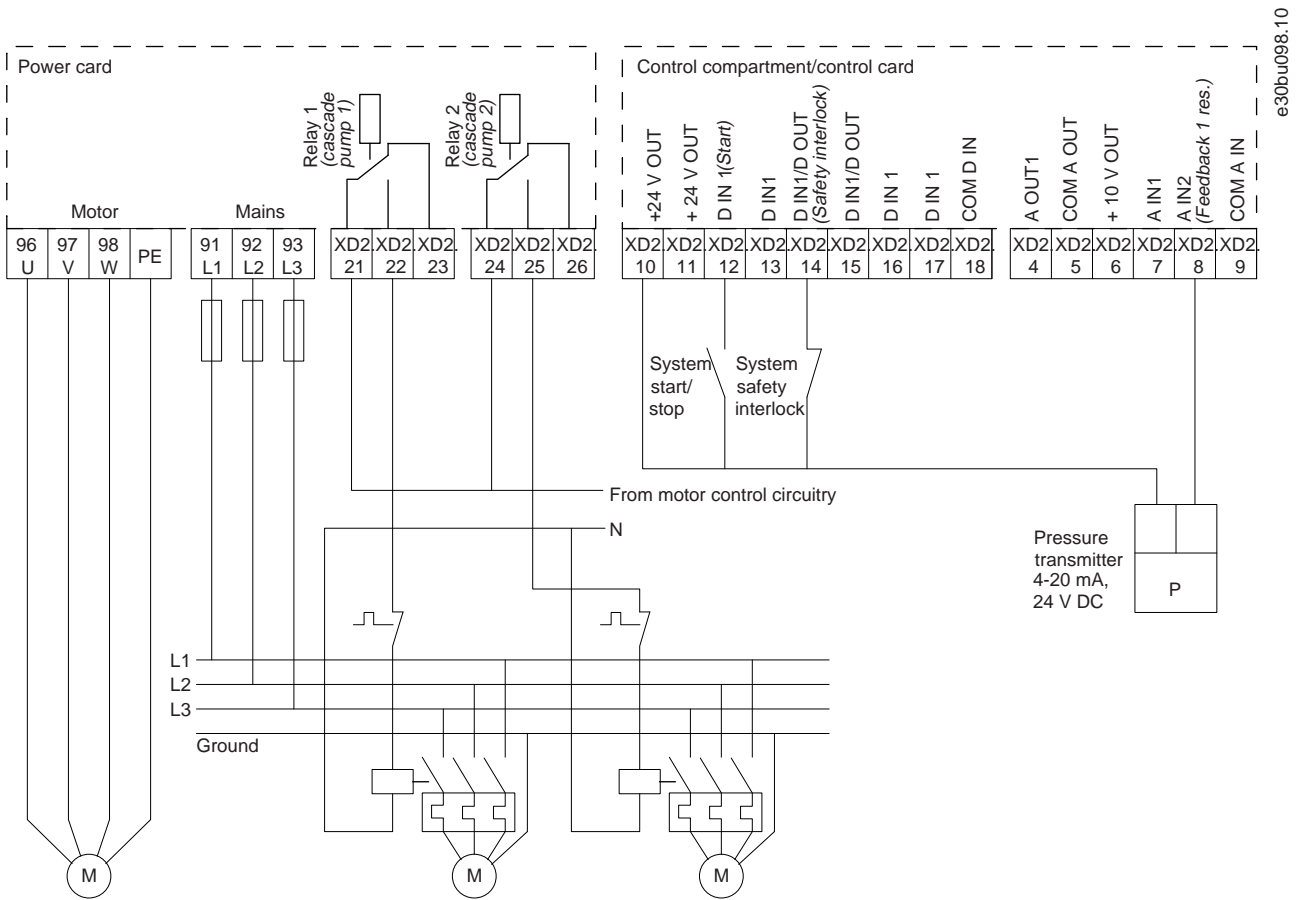 e30bu098.10
Power card
Relay 1
(cascade
pump 1)
Relay 2
(cascade
pump 2)
Motor
Mains
96 97 98 PE
U V W
91 92 93
L1 L2 L3
XD2. XD2. XD2.
21 22 23
XD2. XD2. XD2.
24 25 26
Control compartment/control card
+24 V OUT
+ 24 V OUT
D IN 1(Start)
D IN1
D IN1/D OUT
(Safety interlock)
D IN1/D OUT
D IN 1
D IN 1
COM D IN
A OUT1
COM A OUT
+ 10 V OUT
A IN1
A IN2
(Feedback 1 res.)
COM A IN
XD2. XD2. XD2. XD2. XD2. XD2. XD2. XD2. XD2.
10 11 12 13 14 15 16 17 18
XD2. XD2. XD2. XD2. XD2. XD2.
4 5 6 7 8 9
System
start/
stop
System
safety
interlock
From motor control circuitry
N
Pressure
transmitter
4-20 mA,
24 V DC
P
L1
L2
L3
Ground
M
M
M